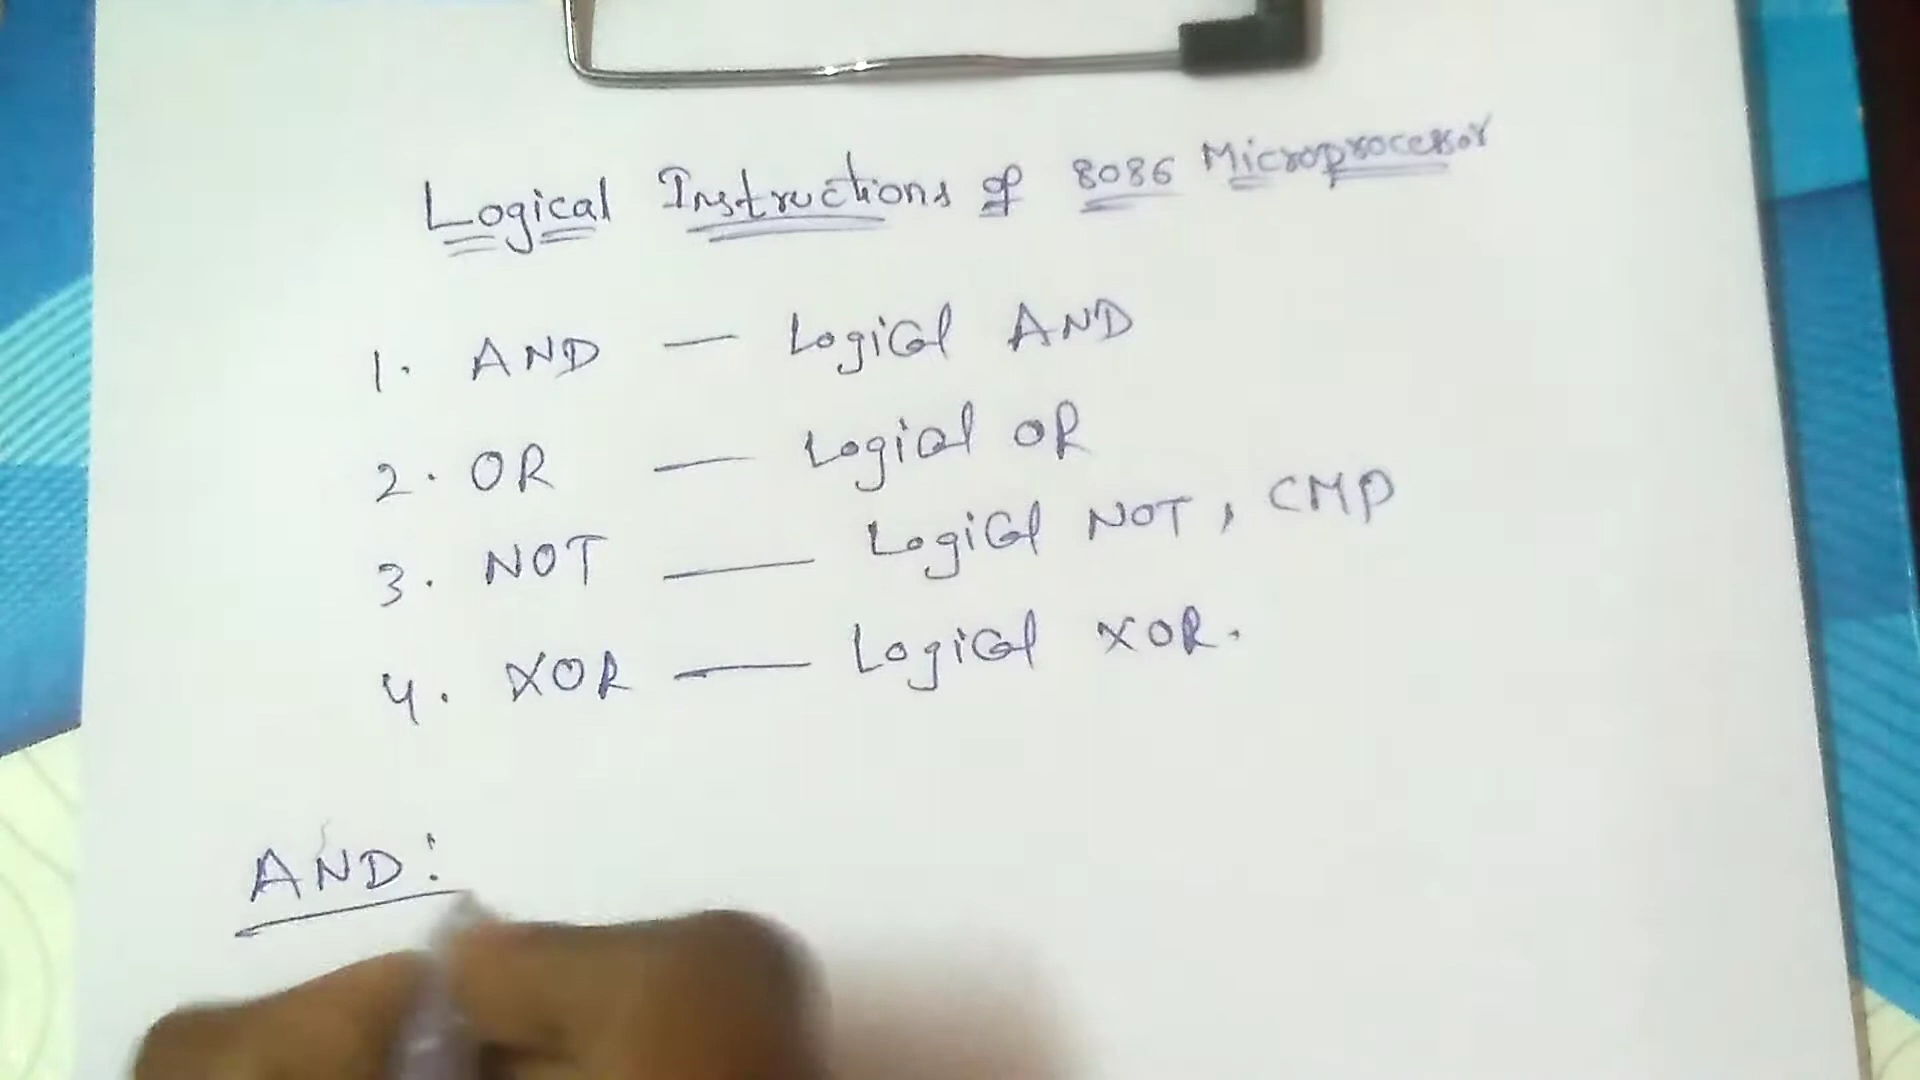 Logical Instructions of 8086 Microprocessor
1. AND — Logical AND
2. OR — Logical OR
3. NOT — Logical NOT, CMP
4. XOR — Logical XOR.
AND: